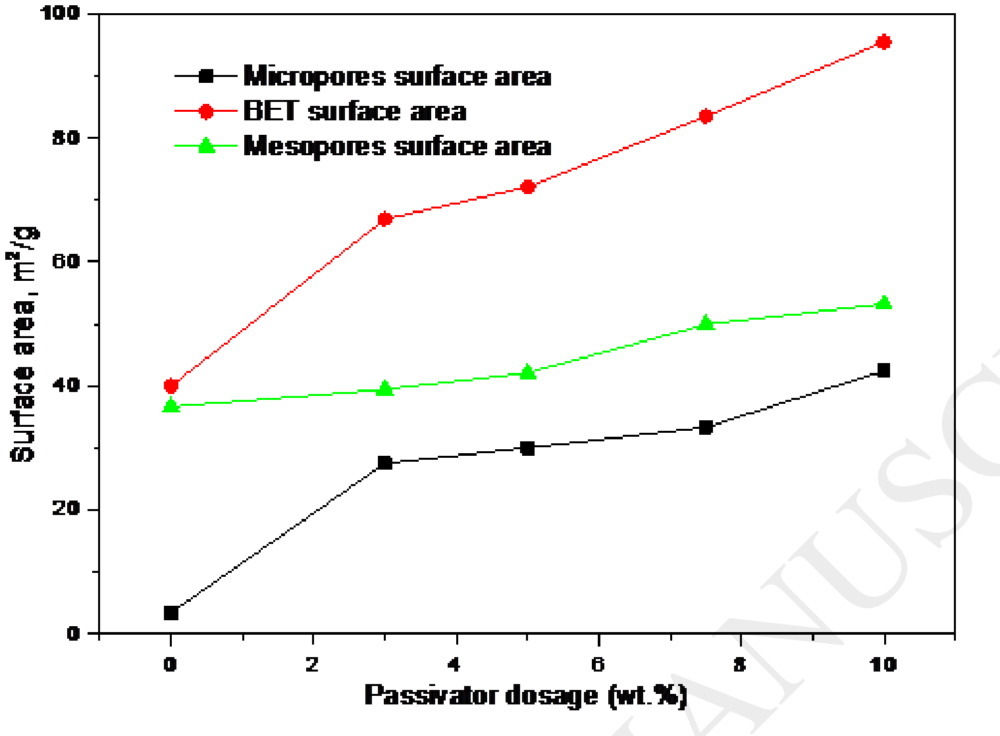 100
80
60
40
20
0
Surface area, m²/g
Micropores surface area
BET surface area
Mesopores surface area
0 2 4 6 8 10
Passivator dosage (wt.%)
ANUSC